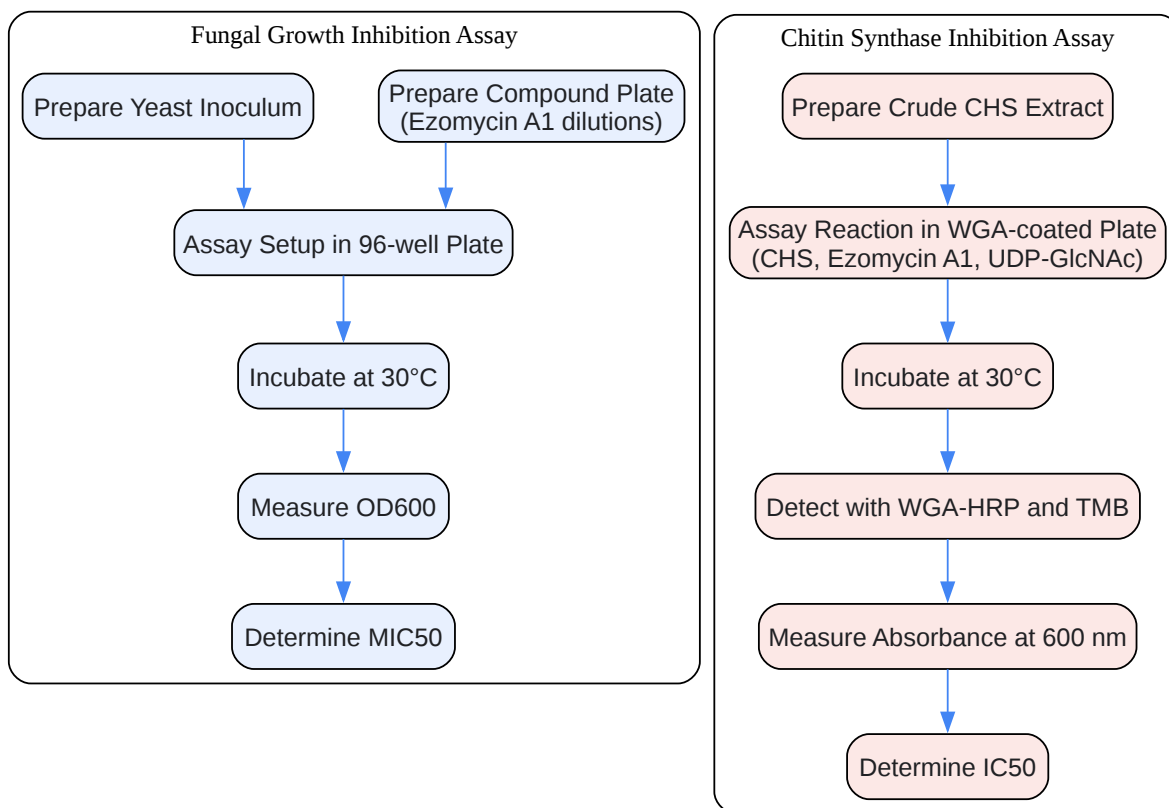 Fungal Growth Inhibition Assay
Prepare Yeast Inoculum
Prepare Compound Plate
(Ezomycin A1 dilutions)
Assay Setup in 96-well Plate
Incubate at 30°C
Measure OD600
Determine MIC50
Chitin Synthase Inhibition Assay
Prepare Crude CHS Extract
Assay Reaction in WGA-coated Plate
(CHS, Ezomycin A1, UDP-GlcNAc)
Incubate at 30°C
Detect with WGA-HRP and TMB
Measure Absorbance at 600 nm
Determine IC50